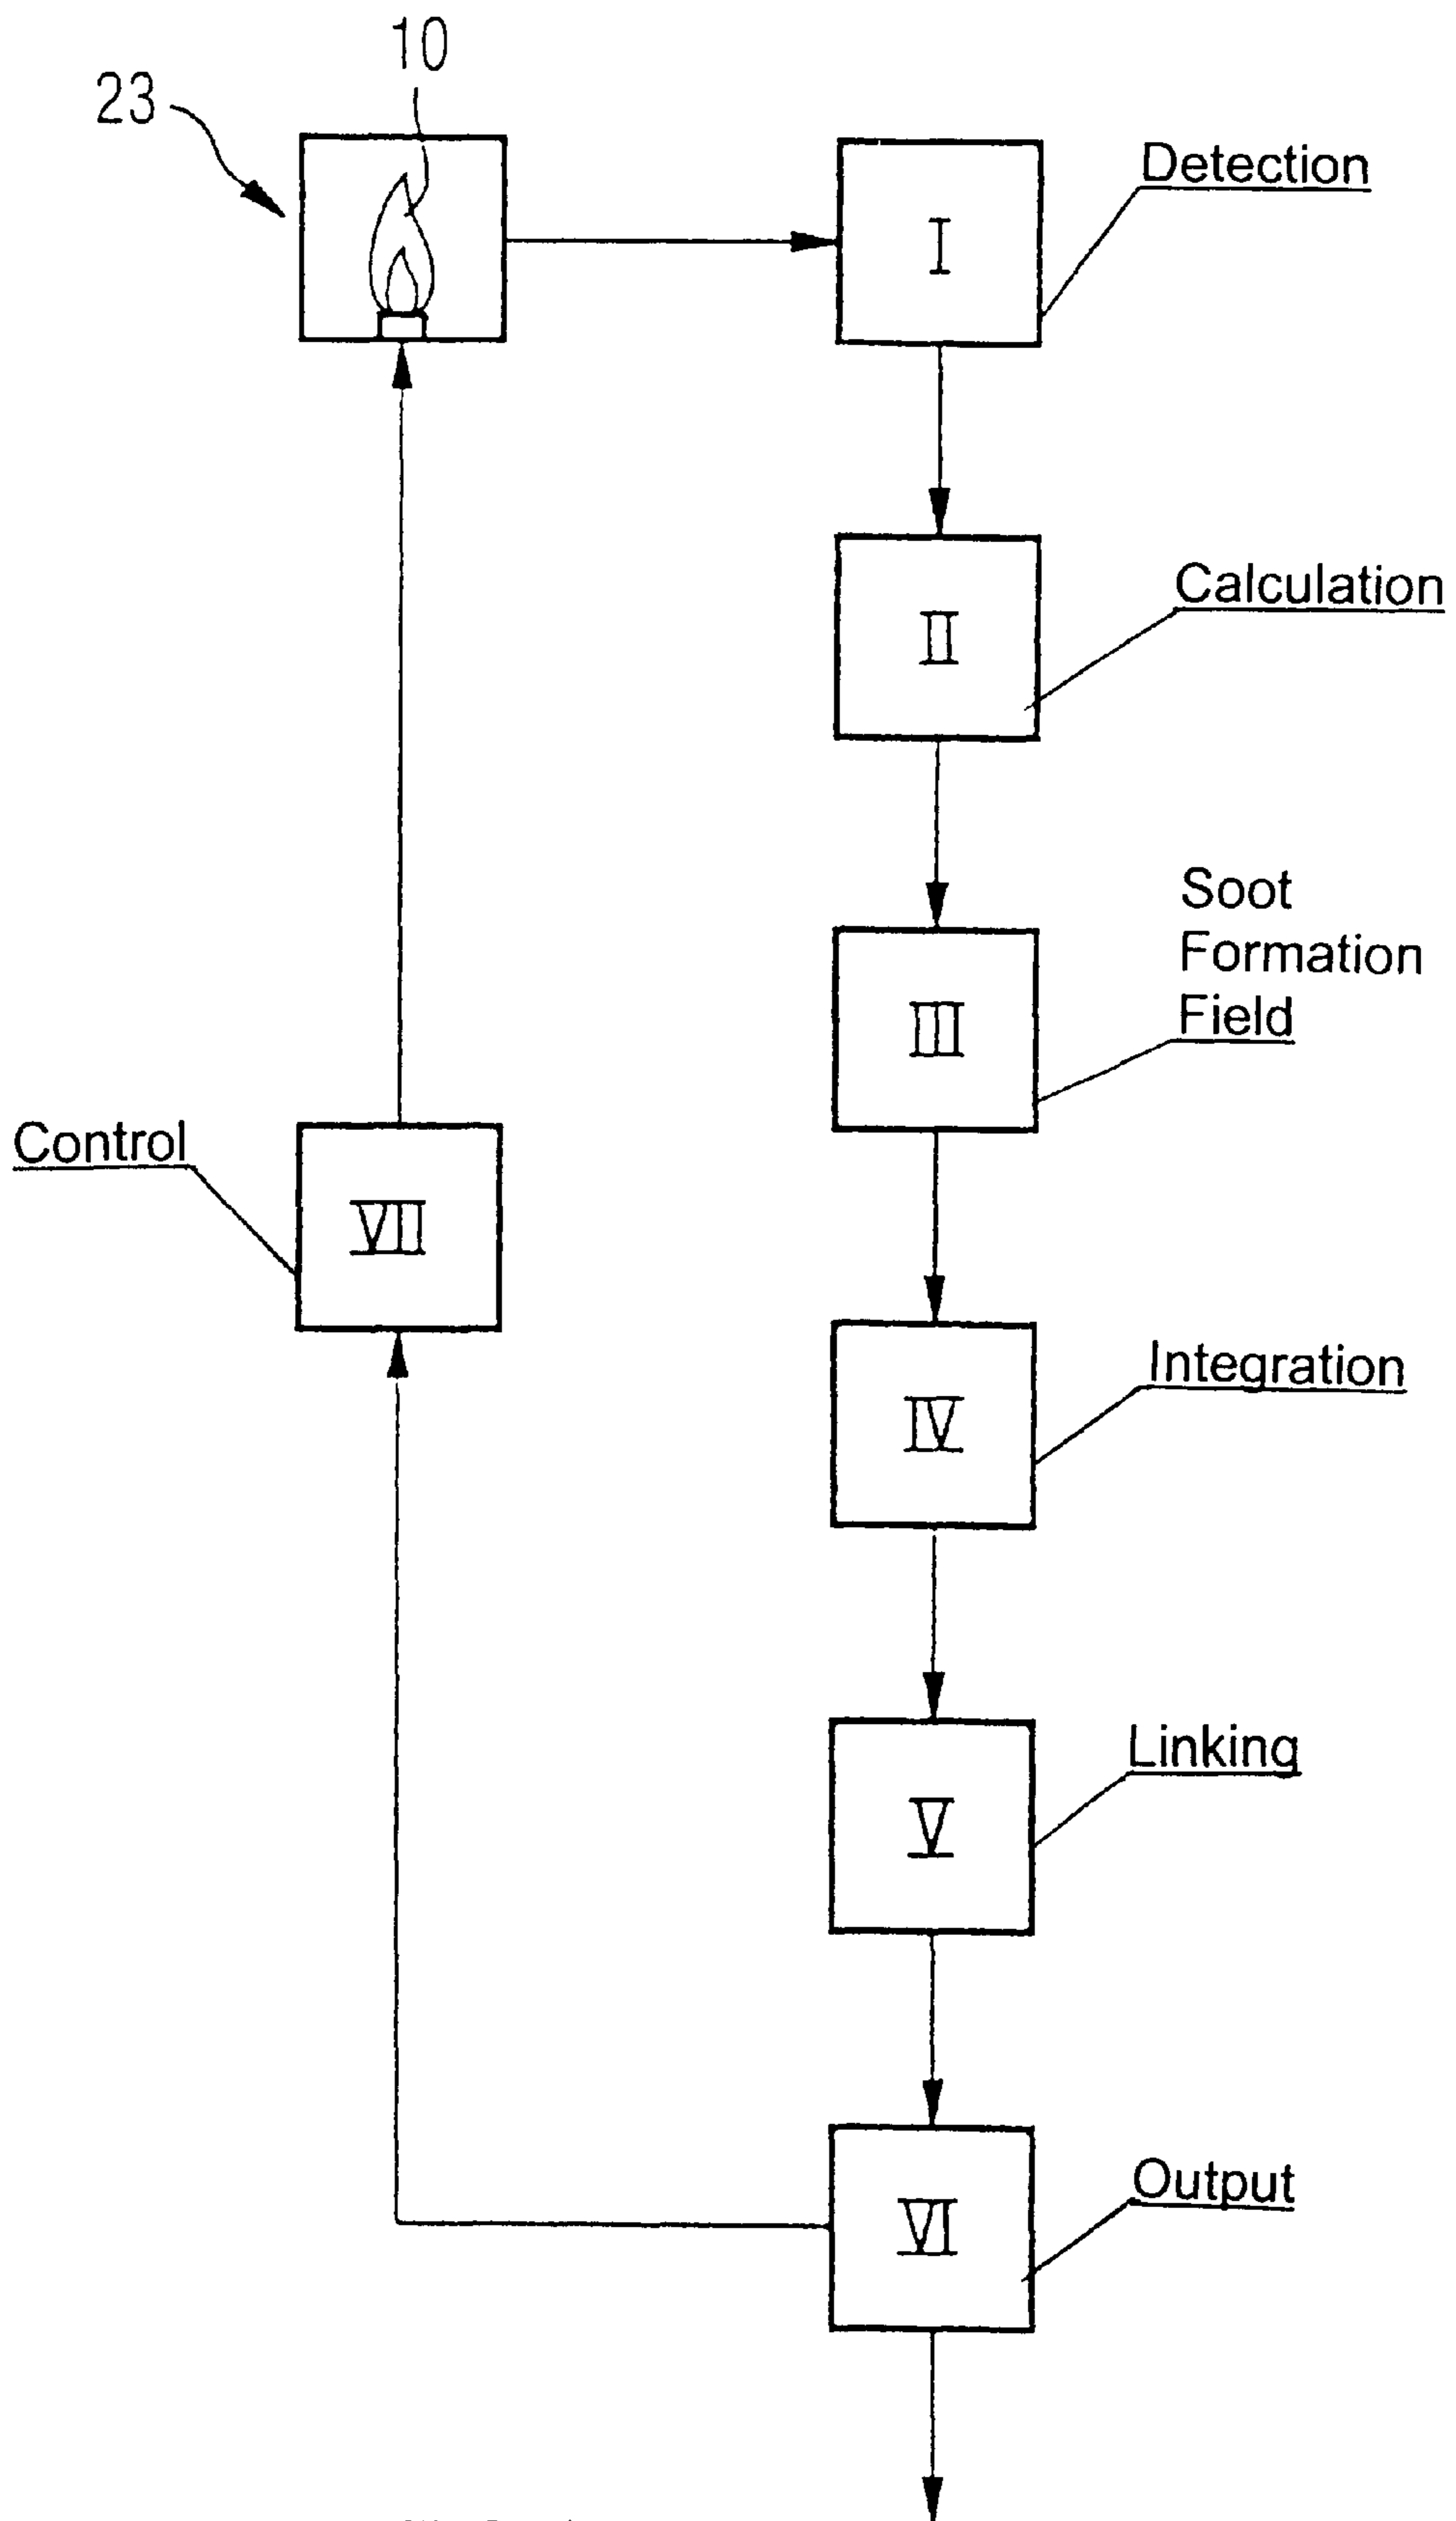 10
23
Detection
I
Calculation
II
Soot
Formation
Field
III
Control
VII
Integration
IV
Linking
V
Output
VI